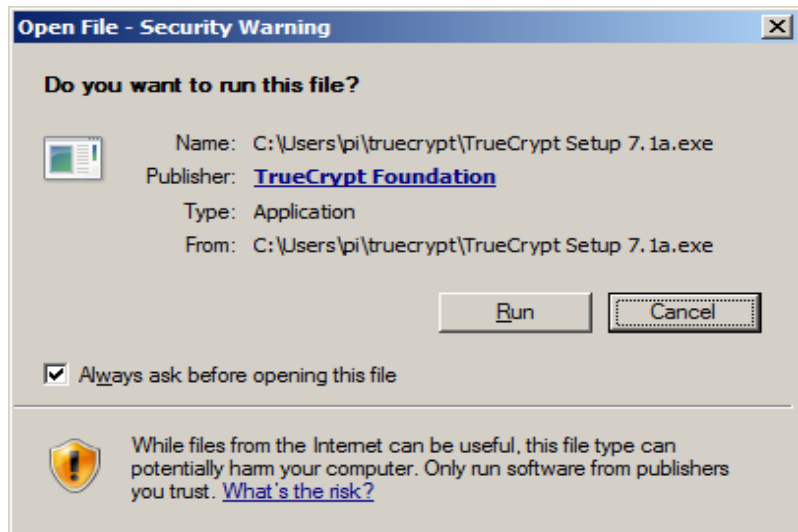 Open File - Security Warning
Do you want to run this file?
Name: C:\Users\pi\truecrypt\TrueCrypt Setup 7.1a.exe
Publisher: TrueCrypt Foundation
Type: Application
From: C:\Users\pi\truecrypt\TrueCrypt Setup 7.1a.exe
Run Cancel
Always ask before opening this file
While files from the Internet can be useful, this file type can
potentially harm your computer. Only run software from publishers
you trust. What's the risk?